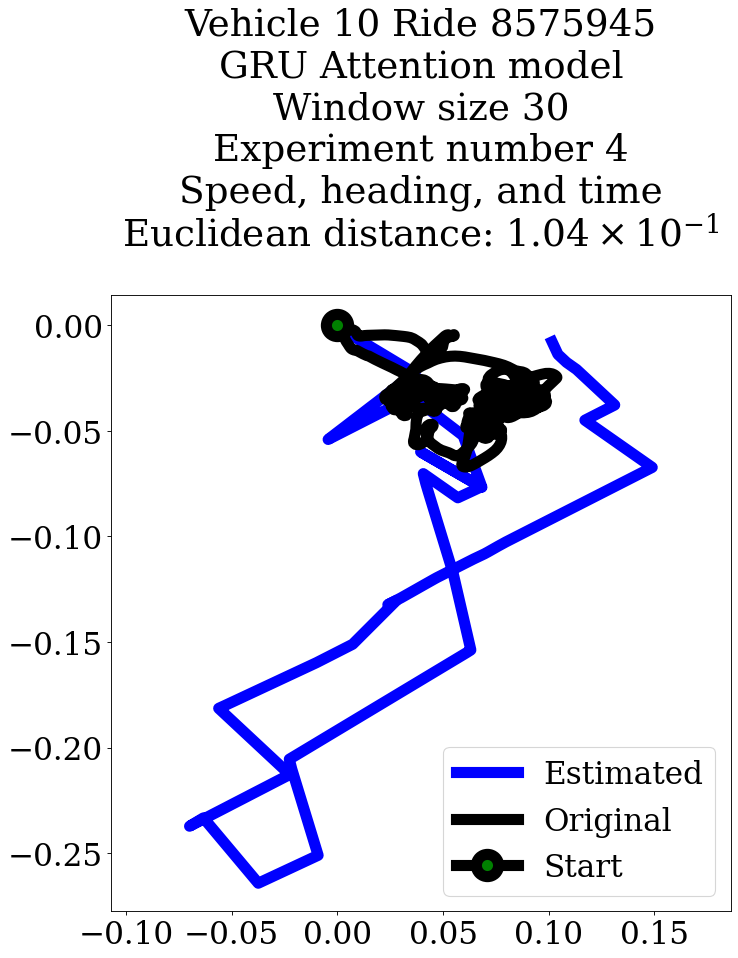 Vehicle 10 Ride 8575945
GRU Attention model
Window size 30
Experiment number 4
Speed, heading, and time
Euclidean distance: 1.04 × 10⁻¹
0.00
−0.05
−0.10
−0.15
−0.20
−0.25
Estimated
Original
Start
−0.10 −0.05 0.00 0.05 0.10 0.15